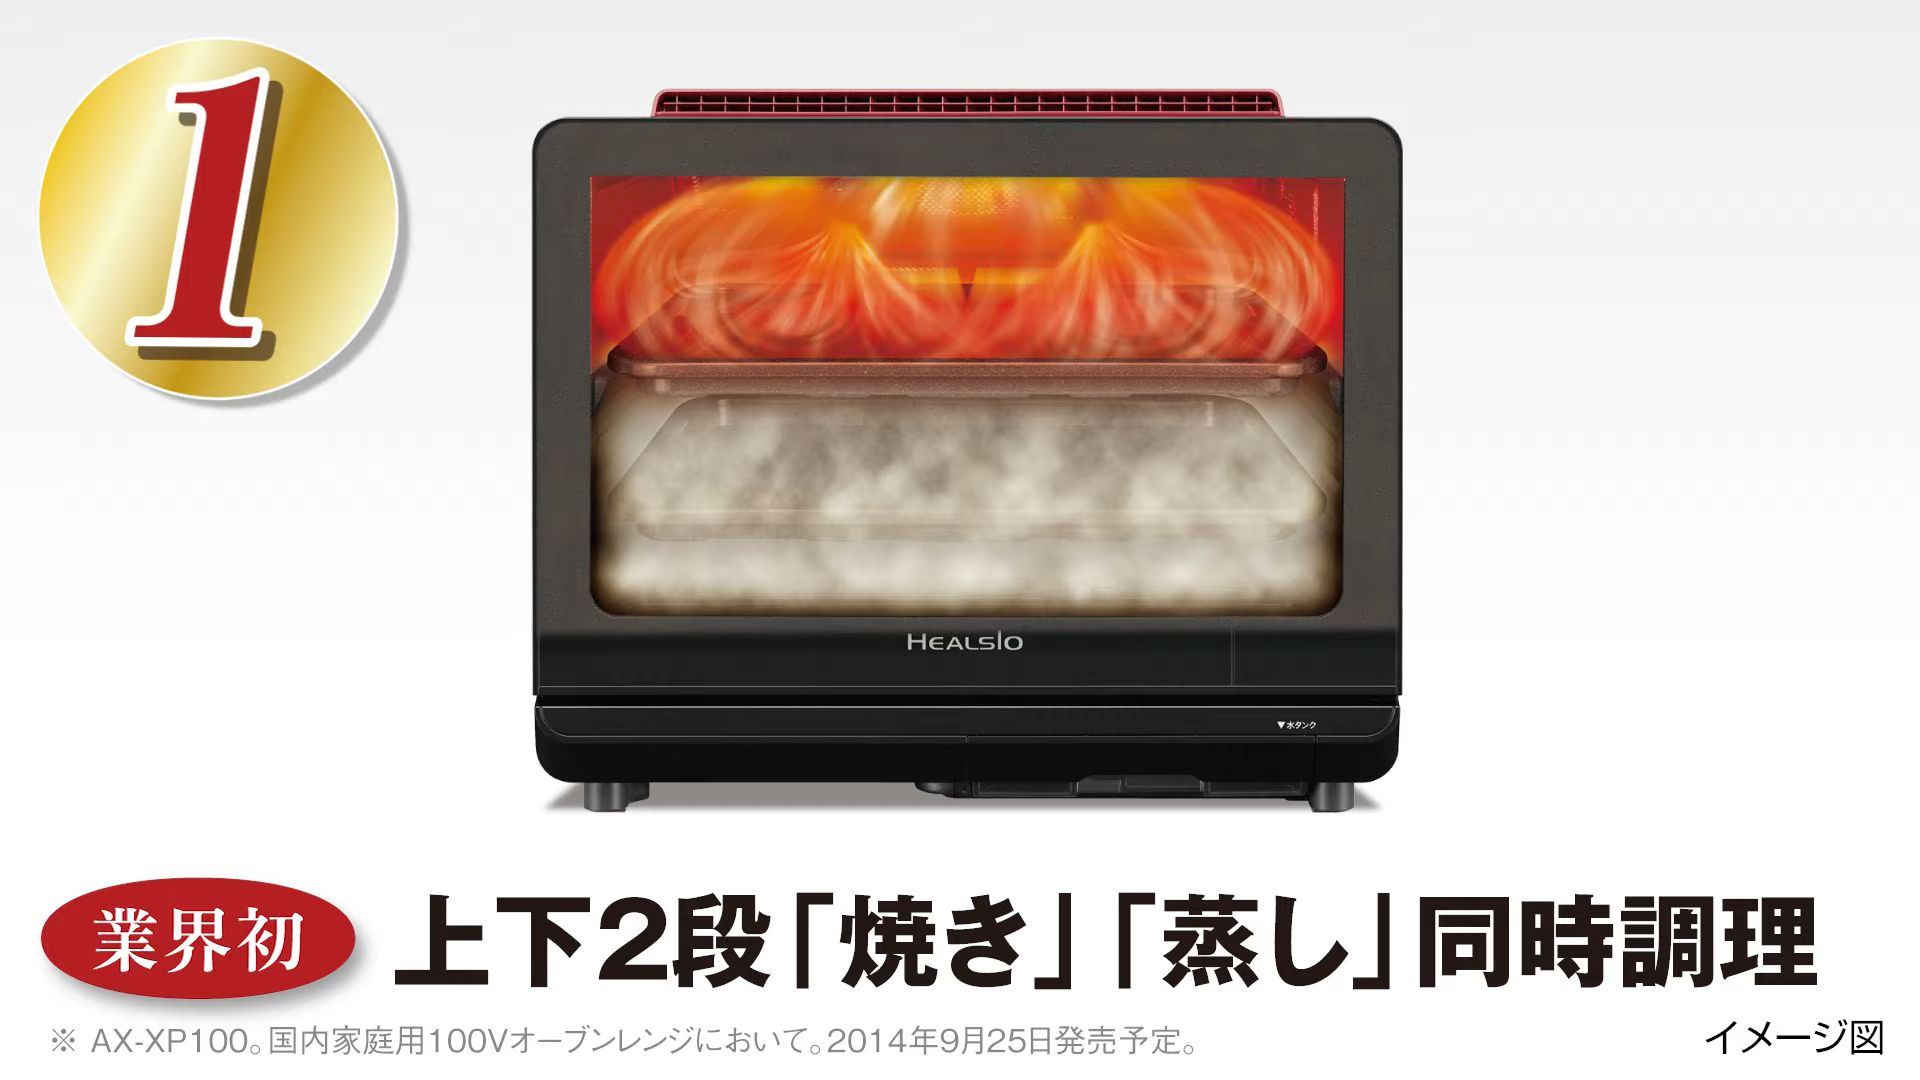 1
HEALSIO
▼水タンク
業界初
上下2段「焼き」「蒸し」同時調理
※ AX-XP100。国内家庭用100Vオーブンレンジにおいて。2014年9月25日発売予定。
イメージ図